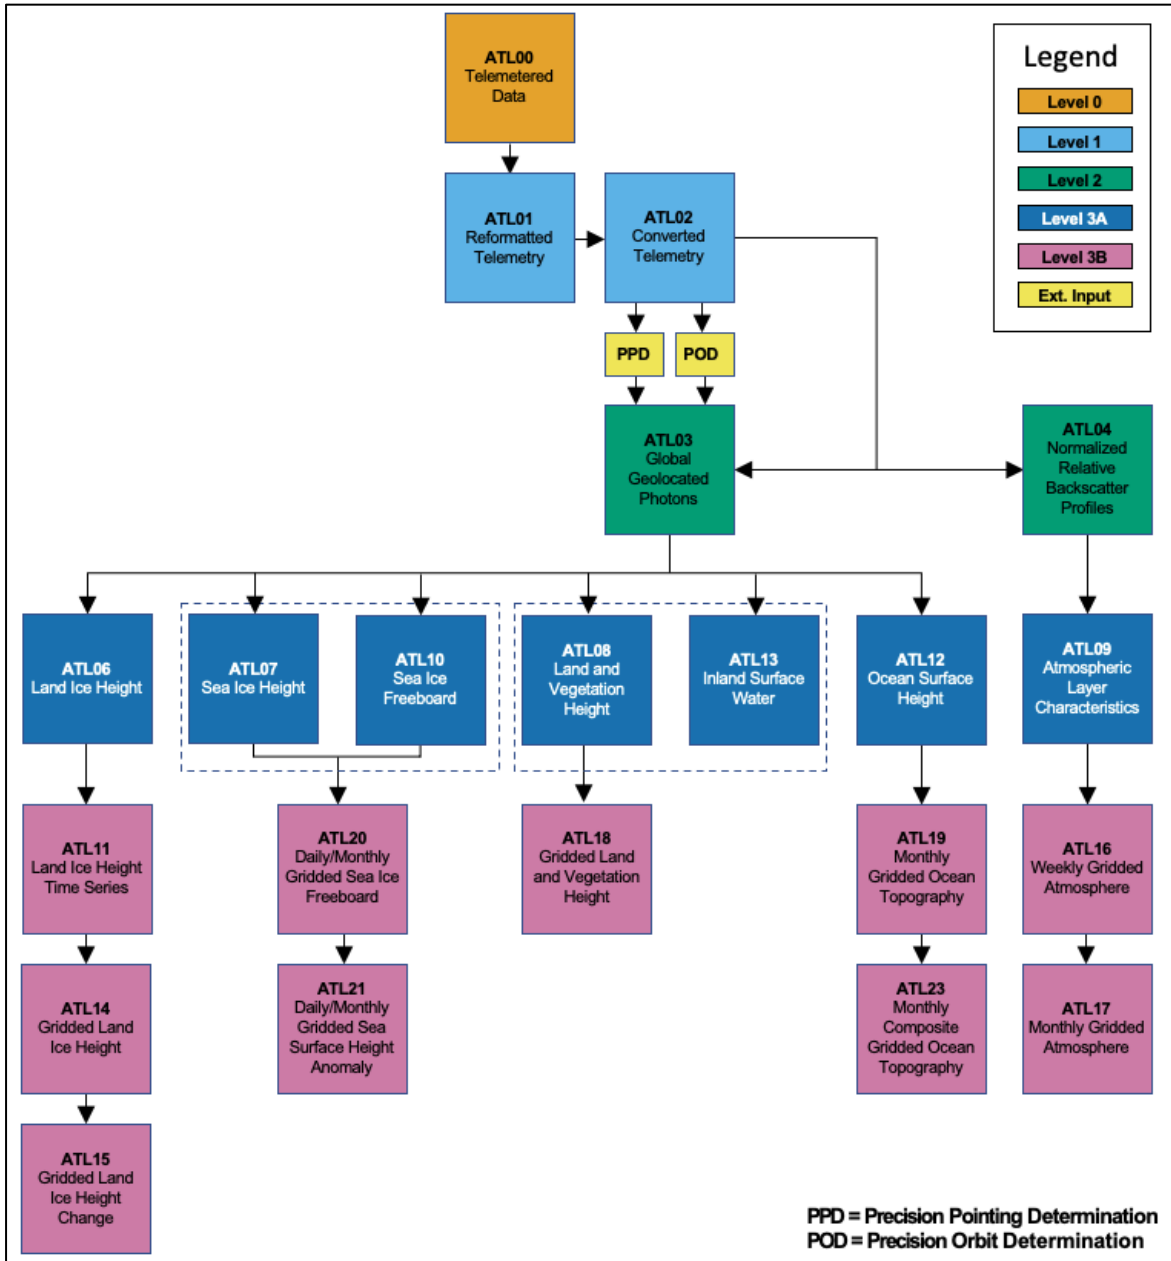 ATL00
Telemetered
Data
Legend
Level 0
Level 1
Level 2
Level 3A
Level 3B
Ext. Input
ATL01
Reformatted
Telemetry
ATL02
Converted
Telemetry
PPD
POD
ATL03
Global
Geolocated
Photons
ATL04
Normalized
Relative
Backscatter
Profiles
ATL06
Land Ice Height
ATL07
Sea Ice Height
ATL10
Sea Ice
Freeboard
ATL08
Land and
Vegetation
Height
ATL13
Inland Surface
Water
ATL12
Ocean Surface
Height
ATL09
Atmospheric
Layer
Characteristics
ATL11
Land Ice Height
Time Series
ATL20
Daily/Monthly
Gridded Sea Ice
Freeboard
ATL18
Gridded Land
and Vegetation
Height
ATL19
Monthly
Gridded Ocean
Topography
ATL16
Weekly Gridded
Atmosphere
ATL14
Gridded Land
Ice Height
ATL21
Daily/Monthly
Gridded Sea
Surface Height
Anomaly
ATL23
Monthly
Composite
Gridded Ocean
Topography
ATL17
Monthly Gridded
Atmosphere
ATL15
Gridded Land
Ice Height
Change
PPD = Precision Pointing Determination
POD = Precision Orbit Determination